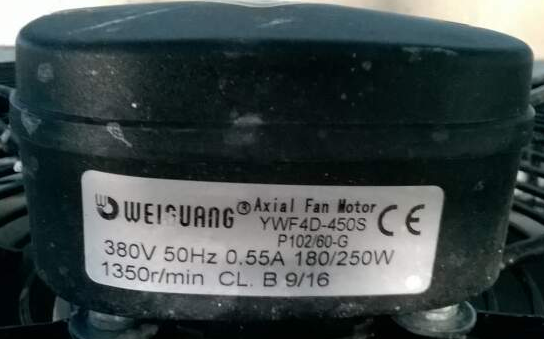 WEIGUANG® Axial Fan Motor CE
YWF4D-450S
P102/60-G
380V 50Hz 0.55A 180/250W
1350r/min CL. B 9/16